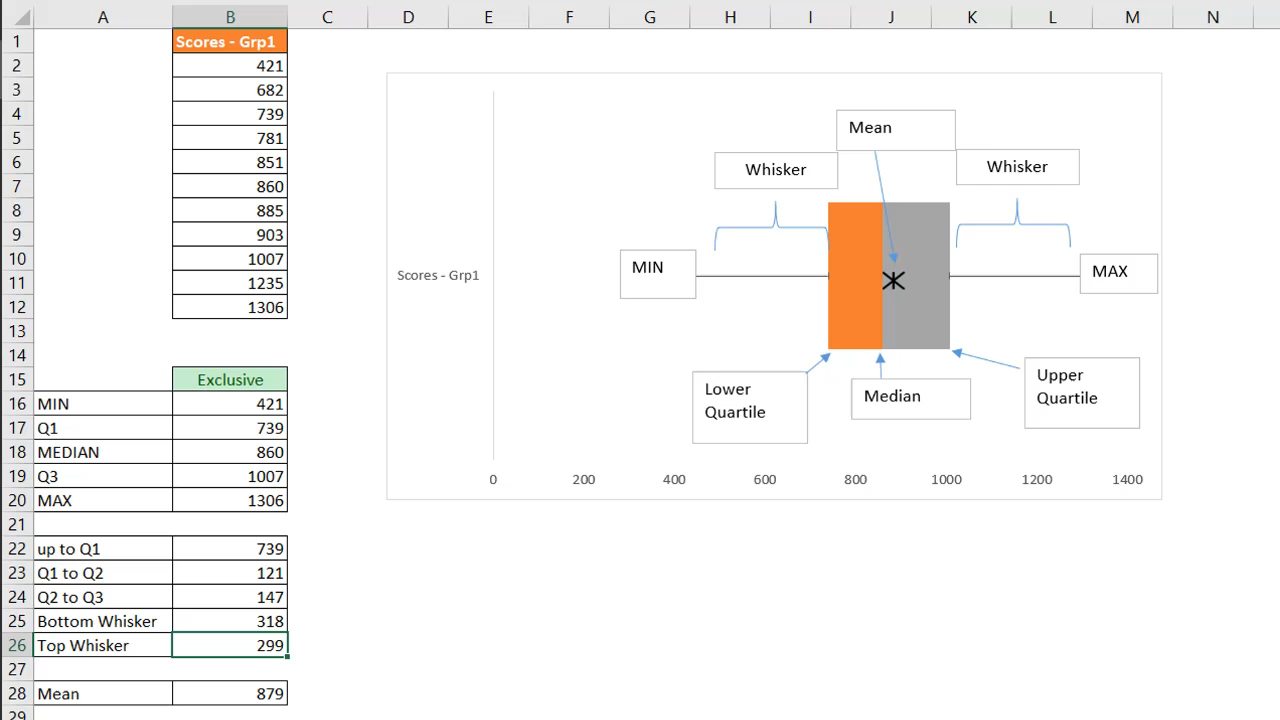 A B C D E F G H I J K L M N
1 Scores - Grp1
2 421
3 682
4 739
5 781
6 851
7 860
8 885
9 903
10 1007
11 1235
12 1306
13
14
15 Exclusive
16 MIN 421
17 Q1 739
18 MEDIAN 860
19 Q3 1007
20 MAX 1306
21
22 up to Q1 739
23 Q1 to Q2 121
24 Q2 to Q3 147
25 Bottom Whisker 318
26 Top Whisker 299
27
28 Mean 879
29
Mean
Whisker
Whisker
MIN
MAX
Scores - Grp1
Lower
Quartile
Median
Upper
Quartile
0 200 400 600 800 1000 1200 1400